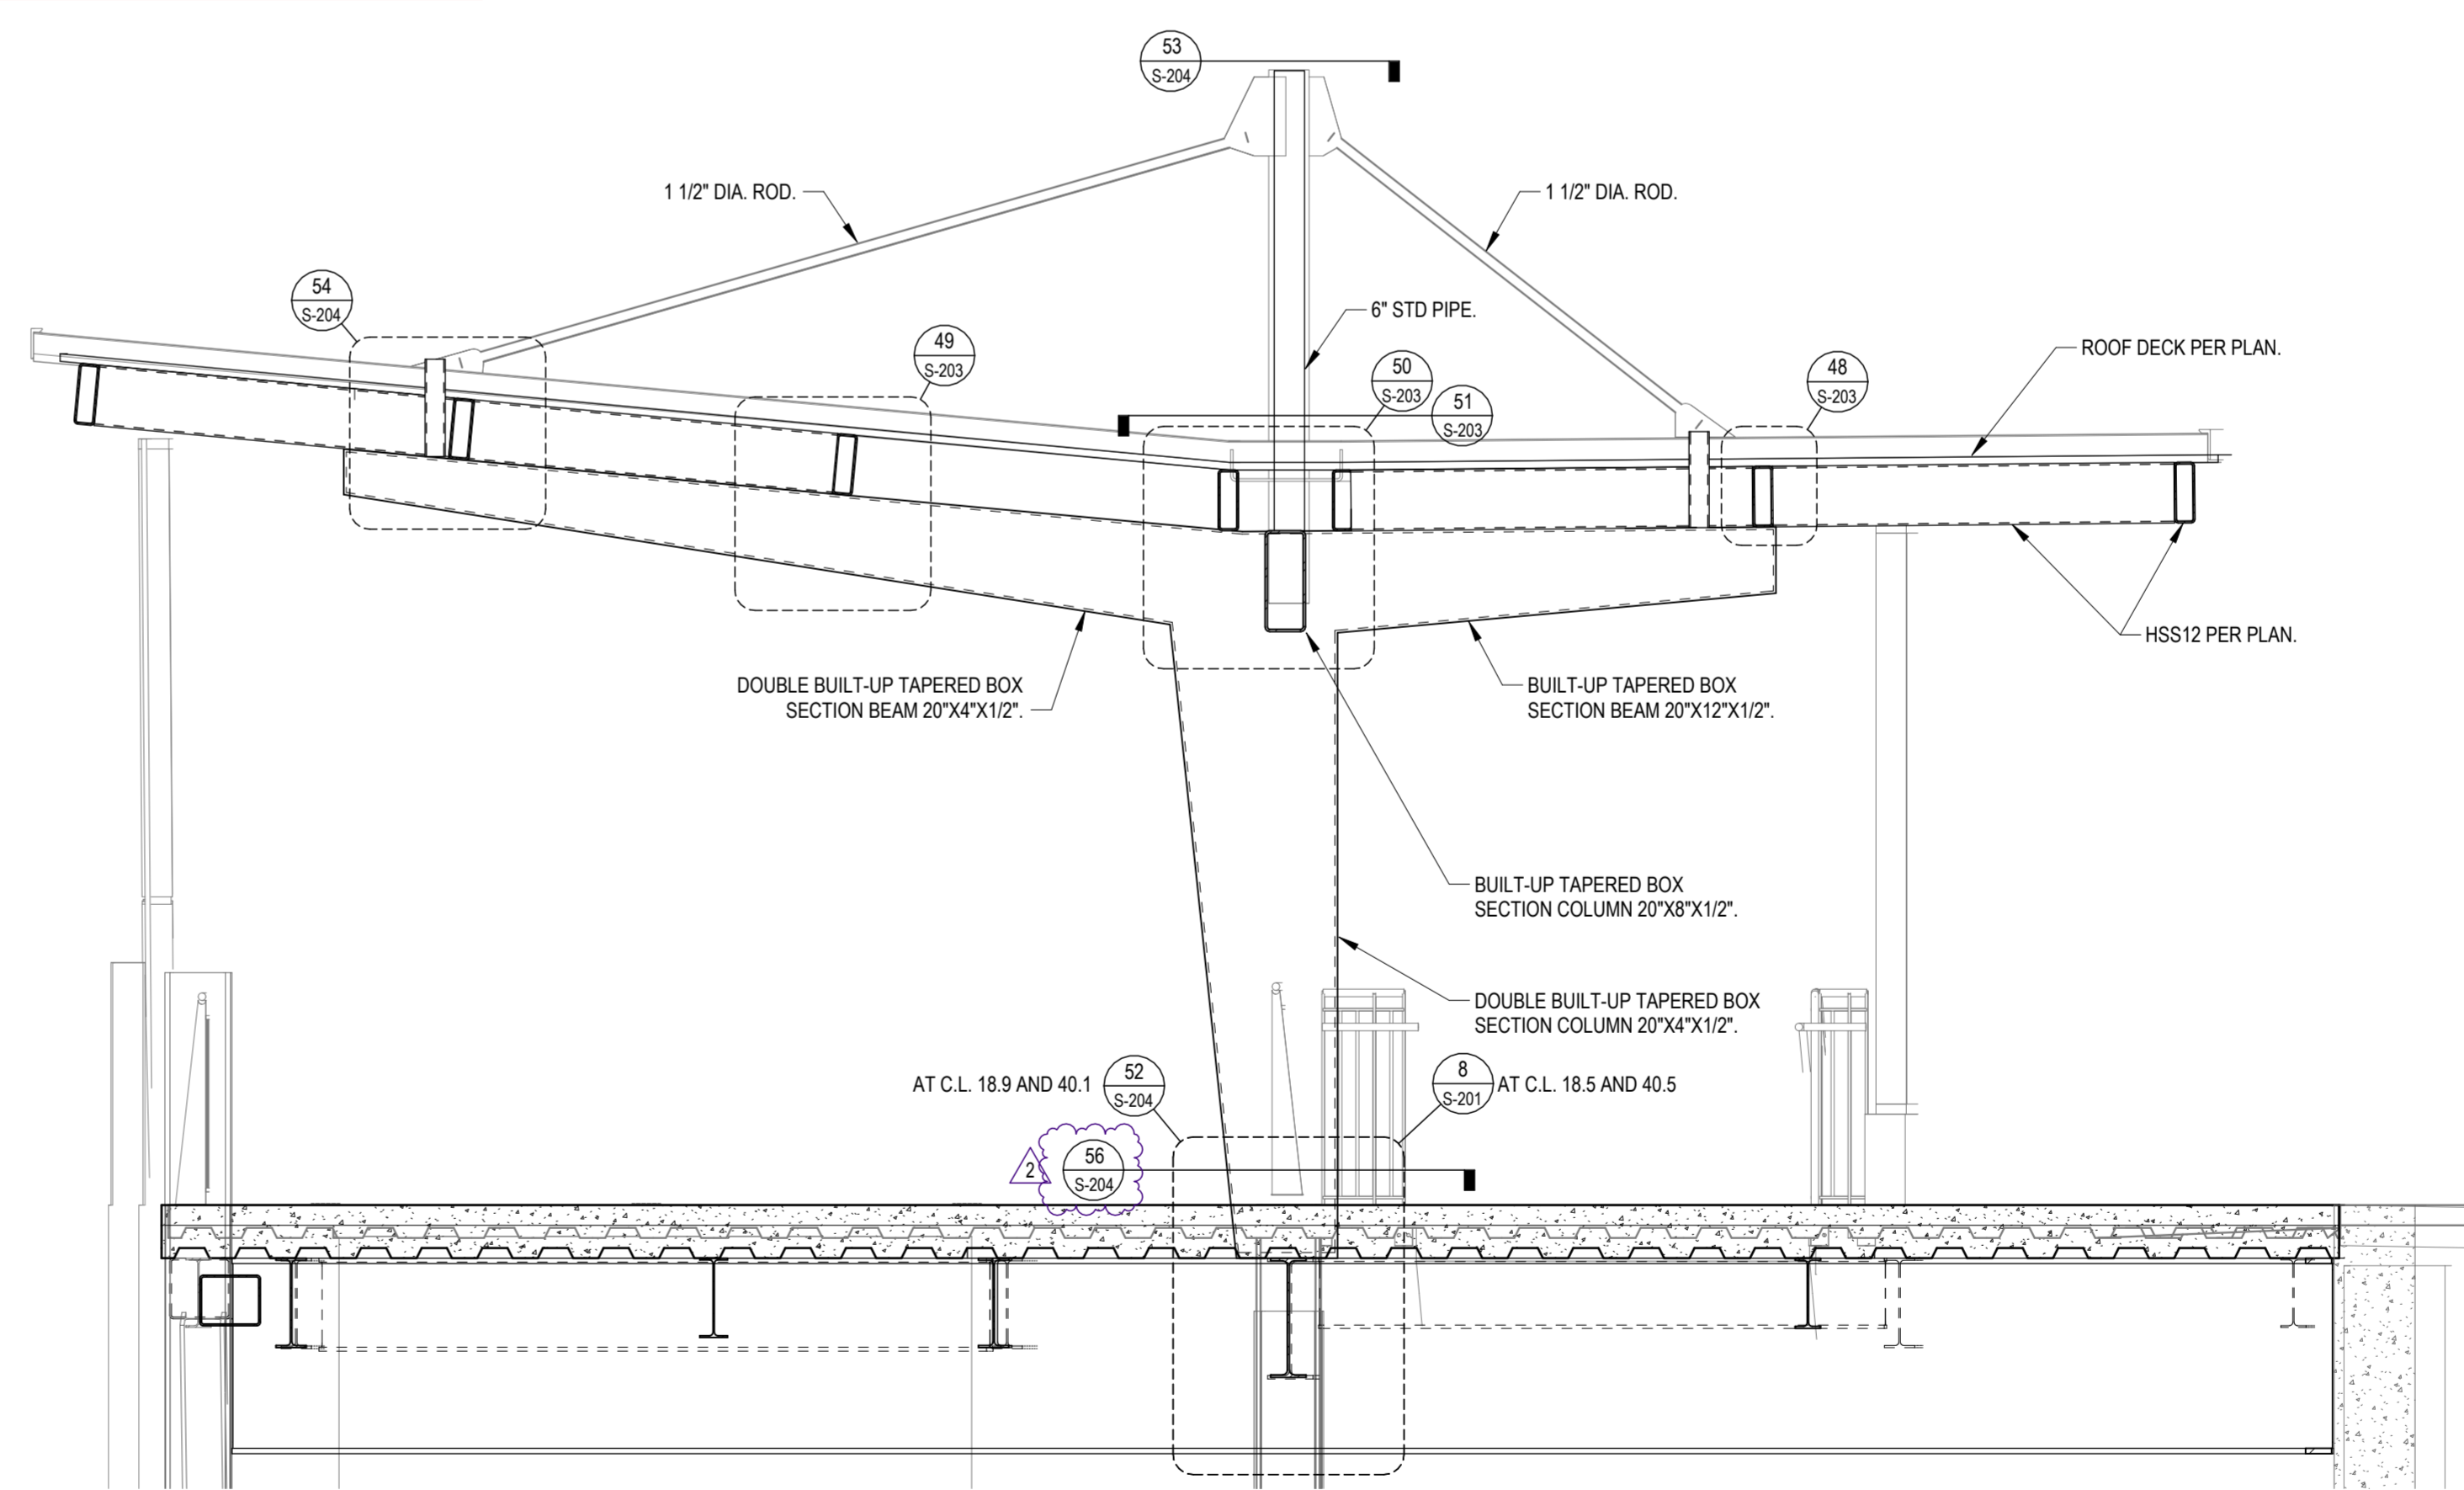 53
S-204
1 1/2" DIA. ROD.
1 1/2" DIA. ROD.
54
S-204
6" STD PIPE.
49
S-203
ROOF DECK PER PLAN.
50
S-203
48
S-203
51
S-203
HSS12 PER PLAN.
DOUBLE BUILT-UP TAPERED BOX
SECTION BEAM 20"X4"X1/2".
BUILT-UP TAPERED BOX
SECTION BEAM 20"X12"X1/2".
BUILT-UP TAPERED BOX
SECTION COLUMN 20"X8"X1/2".
DOUBLE BUILT-UP TAPERED BOX
SECTION COLUMN 20"X4"X1/2".
AT C.L. 18.9 AND 40.1
52
S-204
8
S-201
AT C.L. 18.5 AND 40.5
2
56
S-204